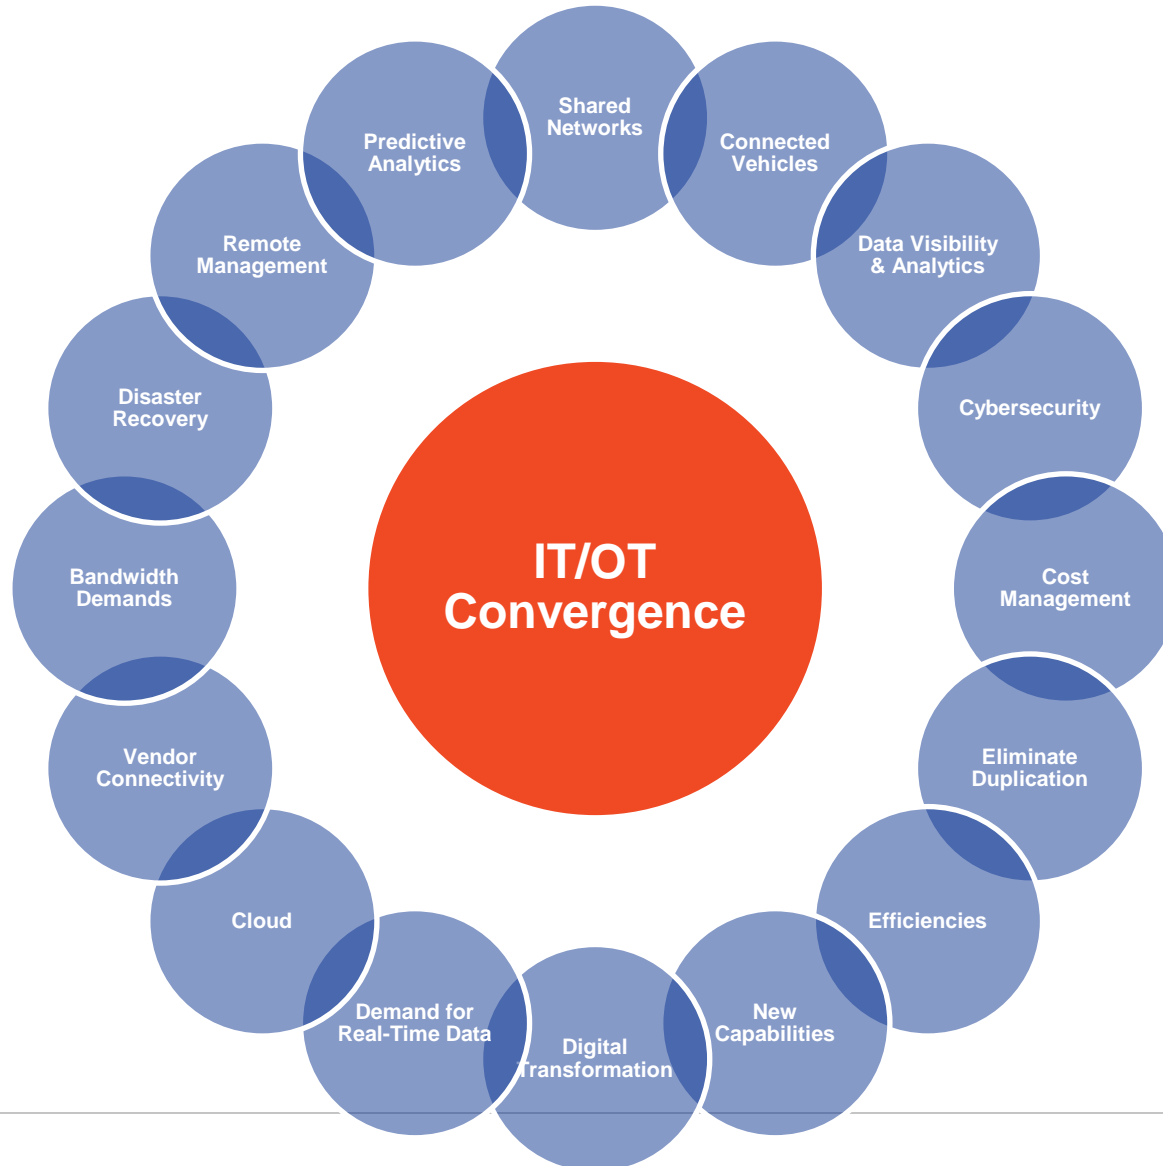 Shared
Networks
Connected
Vehicles
Data Visibility
& Analytics
Cybersecurity
Cost
Management
Eliminate
Duplication
Efficiencies
New
Capabilities
Digital
Transformation
Demand for
Real-Time Data
Cloud
Vendor
Connectivity
Bandwidth
Demands
Disaster
Recovery
Remote
Management
Predictive
Analytics
IT/OT
Convergence